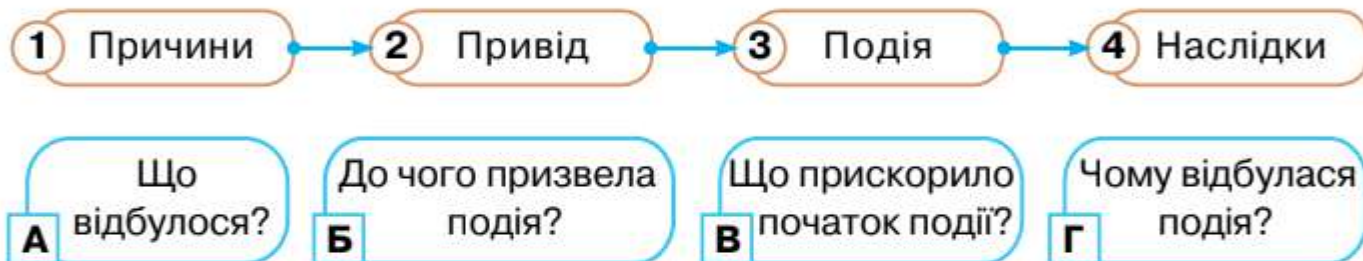 1 Причини 2 Привід 3 Подія 4 Наслідки
Що відбулося?
А
До чого призвела подія?
Б
Що прискорило початок події?
В
Чому відбулася подія?
Г